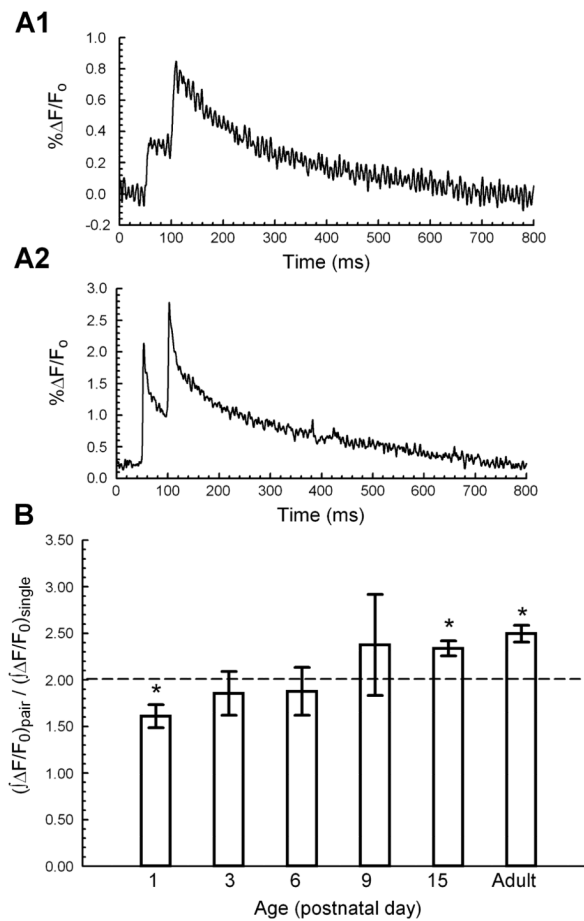 A1
1.0
0.8
0.6
0.4
0.2
0.0
-0.2
%ΔF/Fo
0 100 200 300 400 500 600 700 800
Time (ms)
A2
3.0
2.5
2.0
1.5
1.0
0.5
0.0
%ΔF/Fo
0 100 200 300 400 500 600 700 800
Time (ms)
B
3.50
3.00
2.50
2.00
1.50
1.00
0.50
0.00
(∫ΔF/F0)pair / (∫ΔF/F0)single
* * *
1 3 6 9 15 Adult
Age (postnatal day)